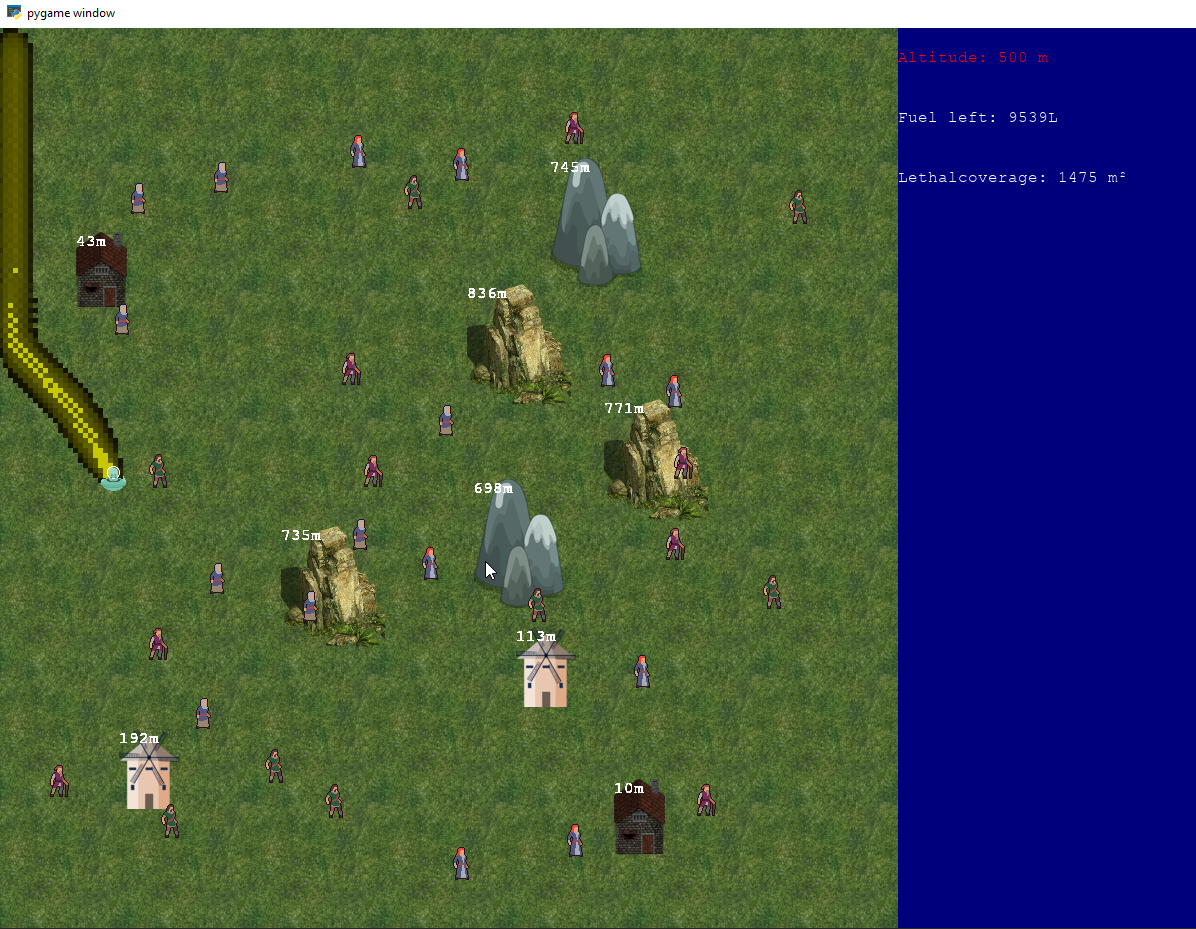 pygame window
Altitude: 500 m
Fuel left: 9539L
Lethalcoverage: 1475 m²
745m
43m
836m
771m
698m
735m
113m
192m
10m